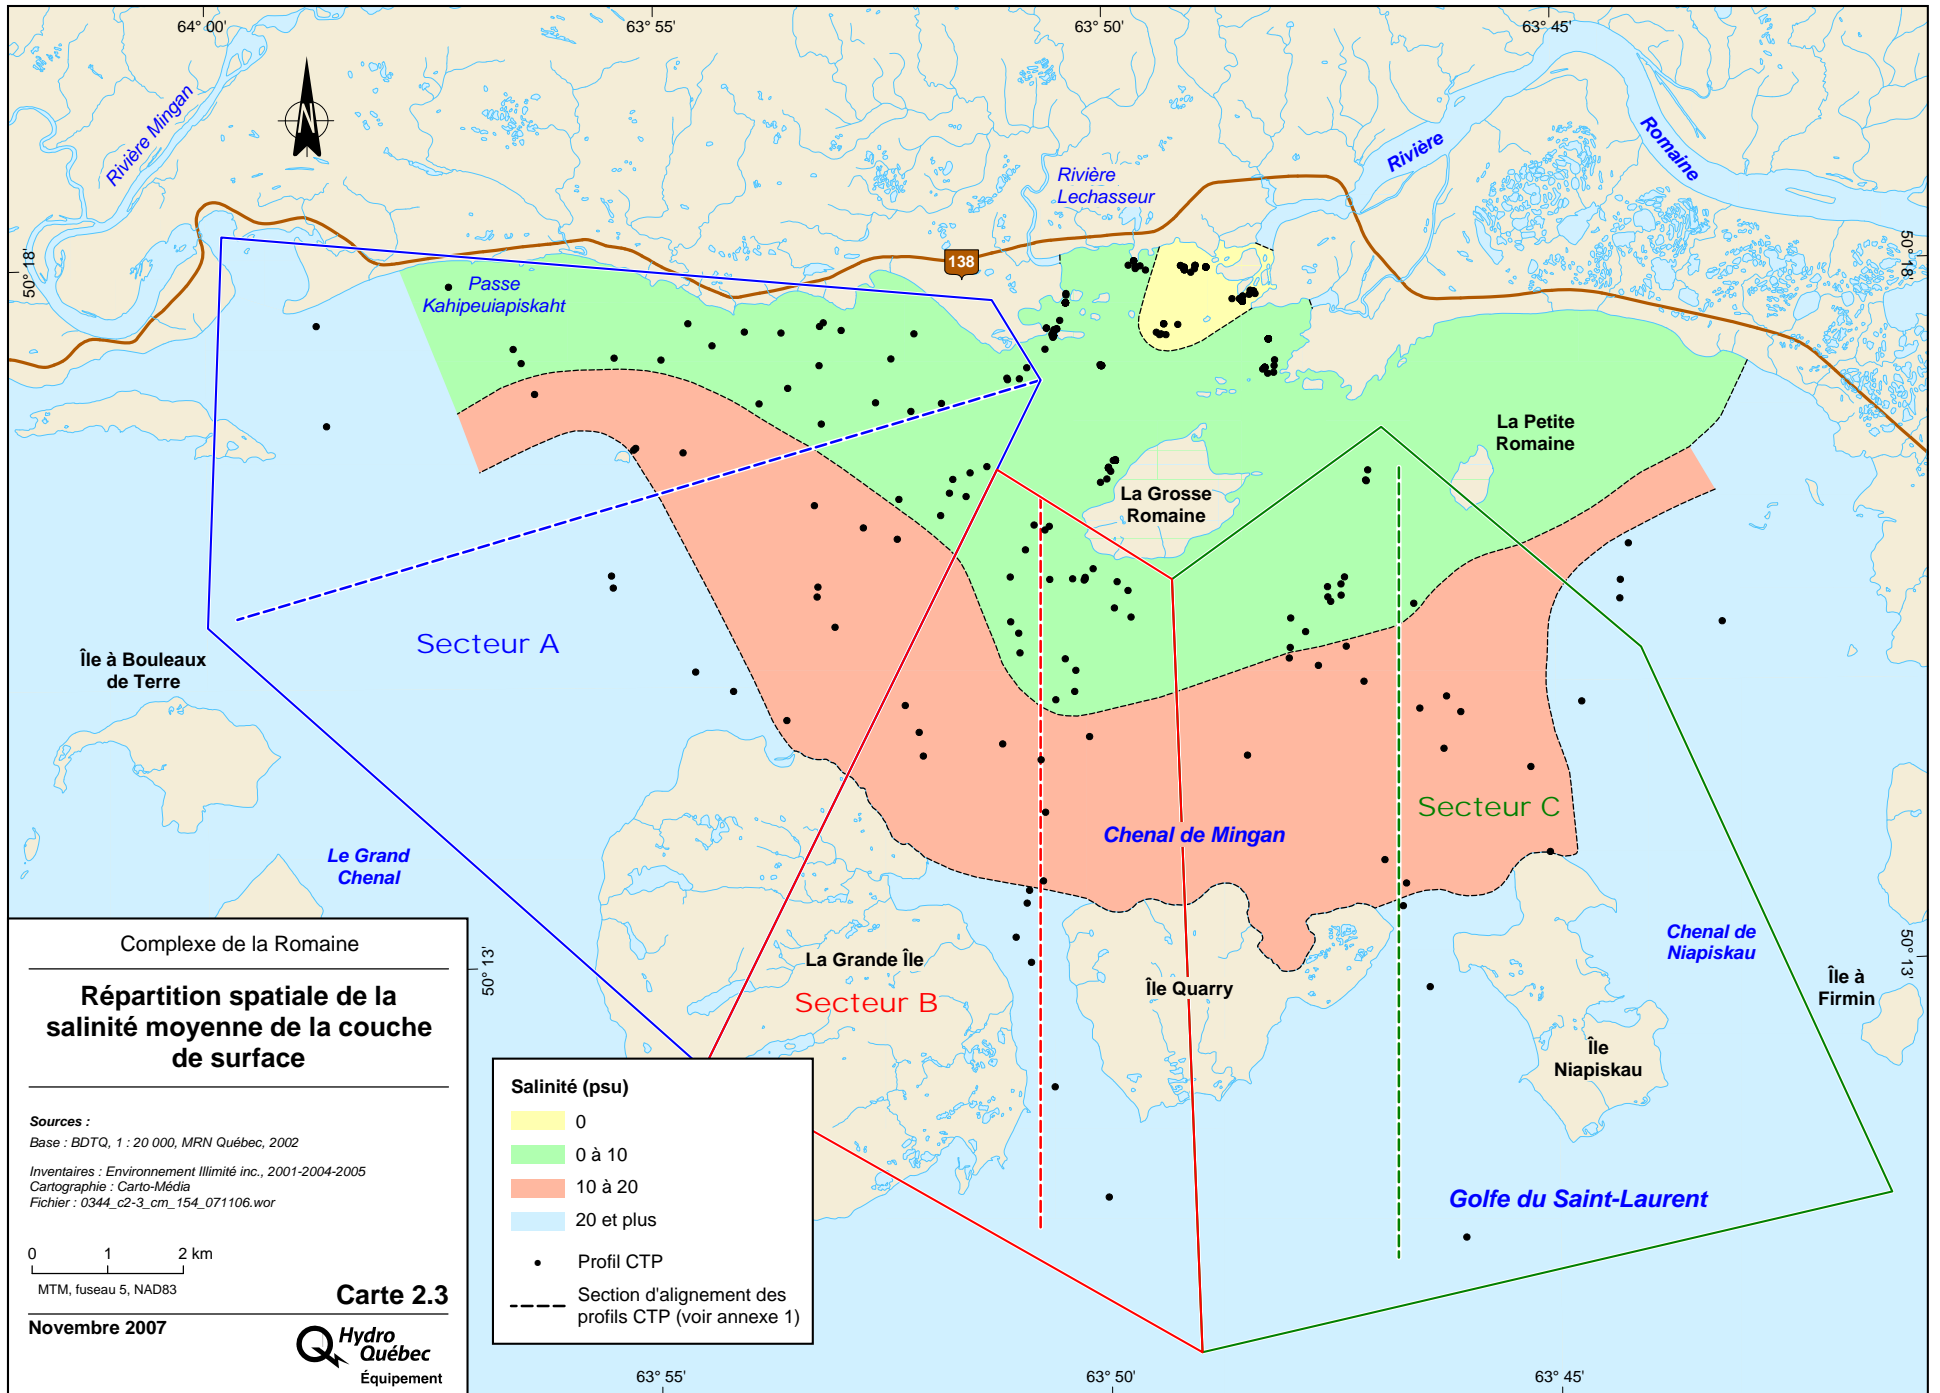 64° 00'
63° 55'
63° 50'
63° 45'
Rivière Mingan
Rivière
Romaine
Rivière
Lechasseur
50° 18'
50° 18'
138
Passe
Kahipeuiapiskaht
La Petite
Romaine
La Grosse
Romaine
Secteur A
Île à Bouleaux
de Terre
Secteur C
Chenal de Mingan
Le Grand
Chenal
Chenal de
Niapiskau
La Grande Île
Secteur B
Île Quarry
Île à
Firmin
50° 13'
50° 13'
Île
Niapiskau
Golfe du Saint-Laurent
Complexe de la Romaine
Répartition spatiale de la
salinité moyenne de la couche
de surface
Sources :
Base : BDTQ, 1 : 20 000, MRN Québec, 2002
Inventaires : Environnement Illimité inc., 2001-2004-2005
Cartographie : Carto-Média
Fichier : 0344_c2-3_cm_154_071106.wor
0 1 2 km
MTM, fuseau 5, NAD83
Carte 2.3
Novembre 2007
Hydro
Québec
Équipement
Salinité (psu)
0
0 à 10
10 à 20
20 et plus
Profil CTP
Section d'alignement des
profils CTP (voir annexe 1)
63° 55'
63° 50'
63° 45'
N